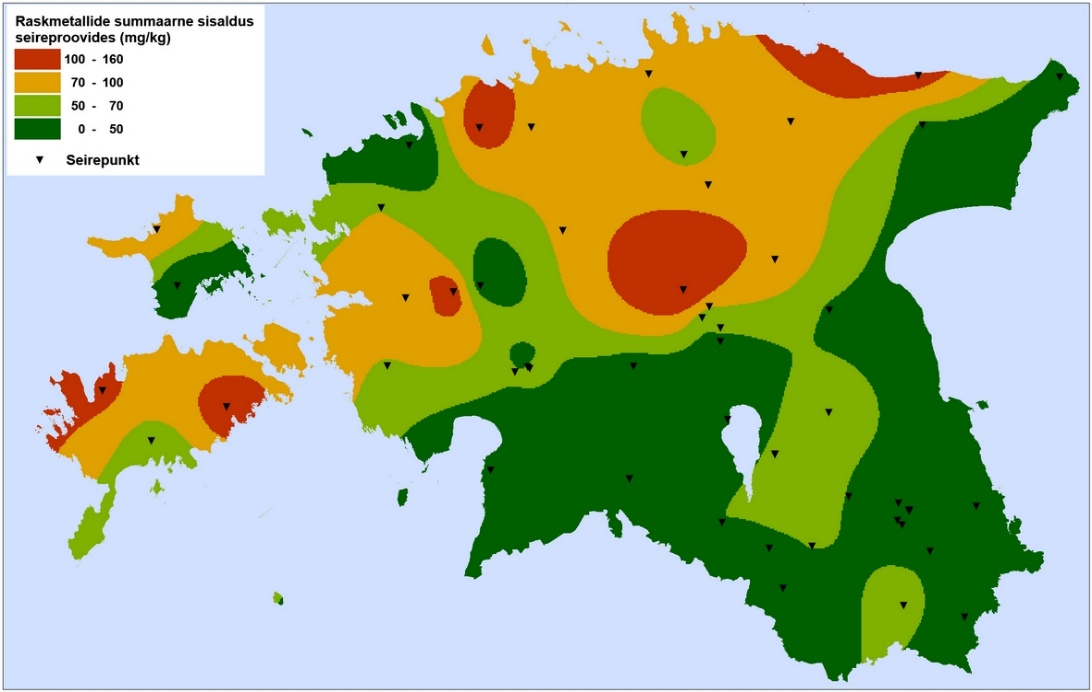 Raskmetallide summaarne sisaldus
seireproovides (mg/kg)
100 - 160
70 - 100
50 - 70
0 - 50
Seirepunkt